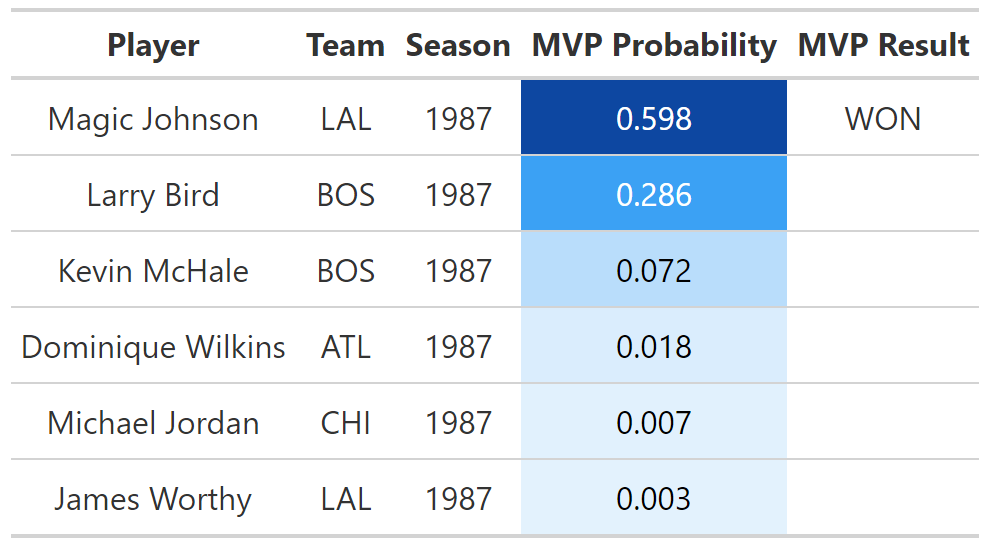 Player Team Season MVP Probability MVP Result
Magic Johnson LAL 1987 0.598 WON
Larry Bird BOS 1987 0.286
Kevin McHale BOS 1987 0.072
Dominique Wilkins ATL 1987 0.018
Michael Jordan CHI 1987 0.007
James Worthy LAL 1987 0.003